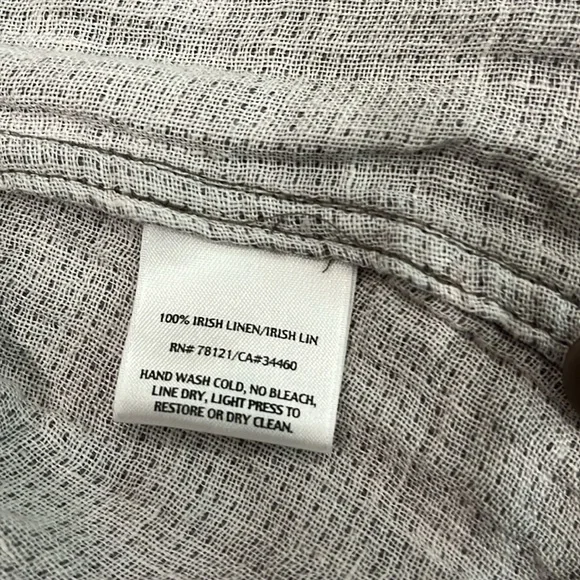 100% IRISH LINEN/IRISH LIN
RN# 78121/CA#34460
HAND WASH COLD, NO BLEACH,
LINE DRY, LIGHT PRESS TO
RESTORE OR DRY CLEAN.